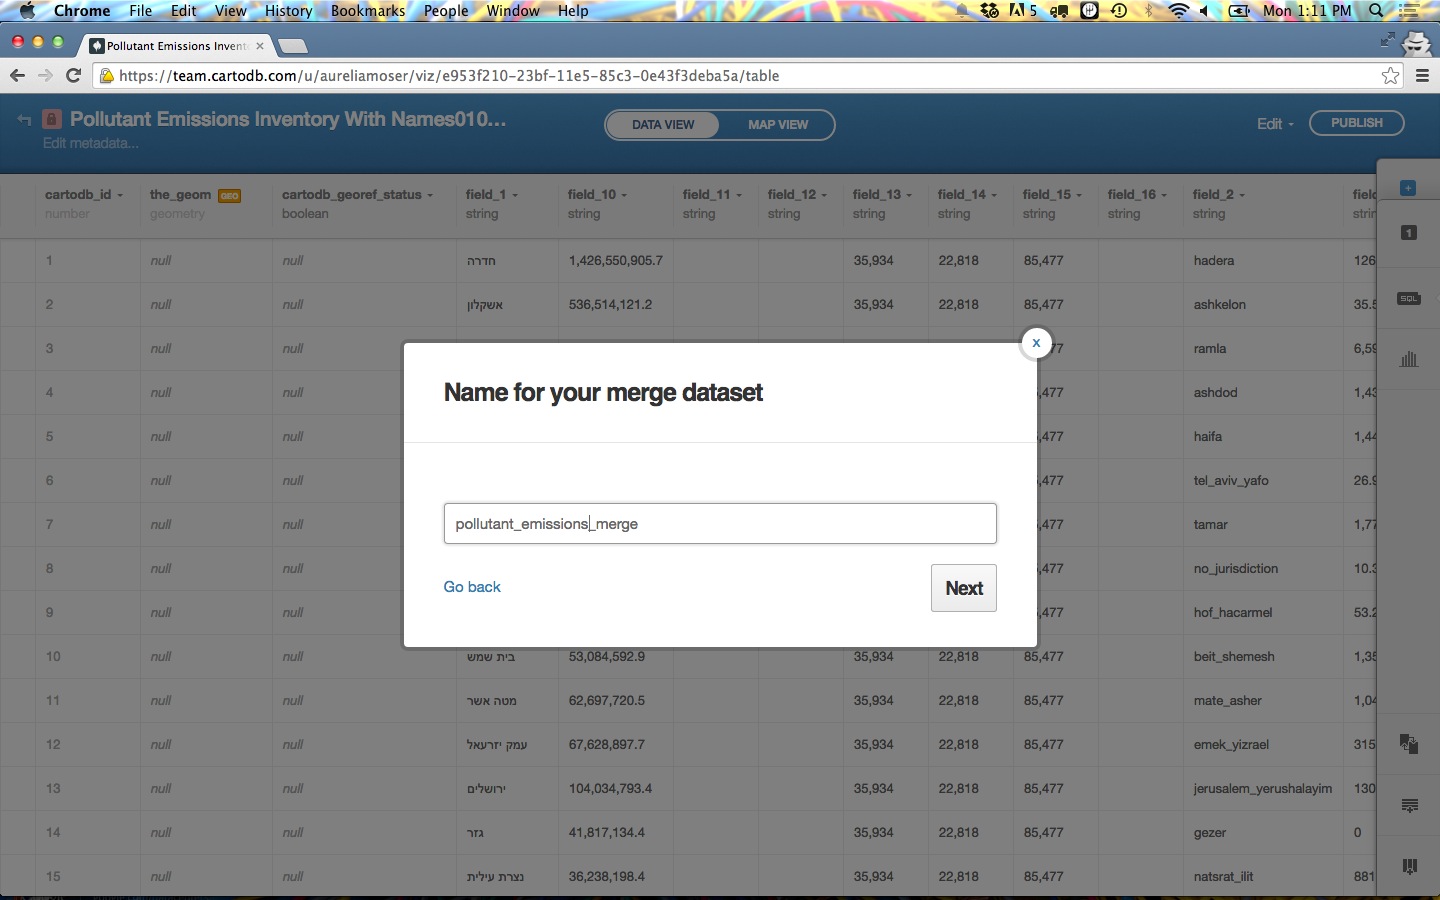 Chrome File Edit View History Bookmarks People Window Help 5 Mon 1:11 PM
Pollutant Emissions Invent
https://team.cartodb.com/u/aureliamoser/viz/e953f210-23bf-11e5-85c3-0e43f3deba5a/table
Pollutant Emissions Inventory With Names010... DATA VIEW MAP VIEW Edit PUBLISH
Edit metadata...
cartodb_id the_geom GEO cartodb_georef_status field_1 field_10 field_11 field_12 field_13 field_14 field_15 field_16 field_2 field
number geometry boolean string string string string string string string string string strin
1 null null חדרה 1,426,550,905.7 35,934 22,818 85,477 hadera 126
2 null null אשקלון 536,514,121.2 35,934 22,818 85,477 ashkelon 35.5
3 null null 77 ramla 6,59
4 null null ,477 ashdod 1,43
5 null null ,477 haifa 1,44
6 null null ,477 tel_aviv_yafo 26.9
7 null null ,477 tamar 1,77
8 null null ,477 no_jurisdiction 10.3
9 null null ,477 hof_hacarmel 53.2
10 null null בית שמש 53,084,592.9 35,934 22,818 85,477 beit_shemesh 1,35
11 null null מטה אשר 62,697,720.5 35,934 22,818 85,477 mate_asher 1,04
12 null null עמק יזרעאל 67,628,897.7 35,934 22,818 85,477 emek_yizrael 315
13 null null ירושלים 104,034,793.4 35,934 22,818 85,477 jerusalem_yerushalayim 130
14 null null גזר 41,817,134.4 35,934 22,818 85,477 gezer 0
15 null null נצרת עילית 36,238,198.4 35,934 22,818 85,477 natsrat_ilit 881
x
Name for your merge dataset
pollutant_emissions_merge
Go back
Next
1
SQL